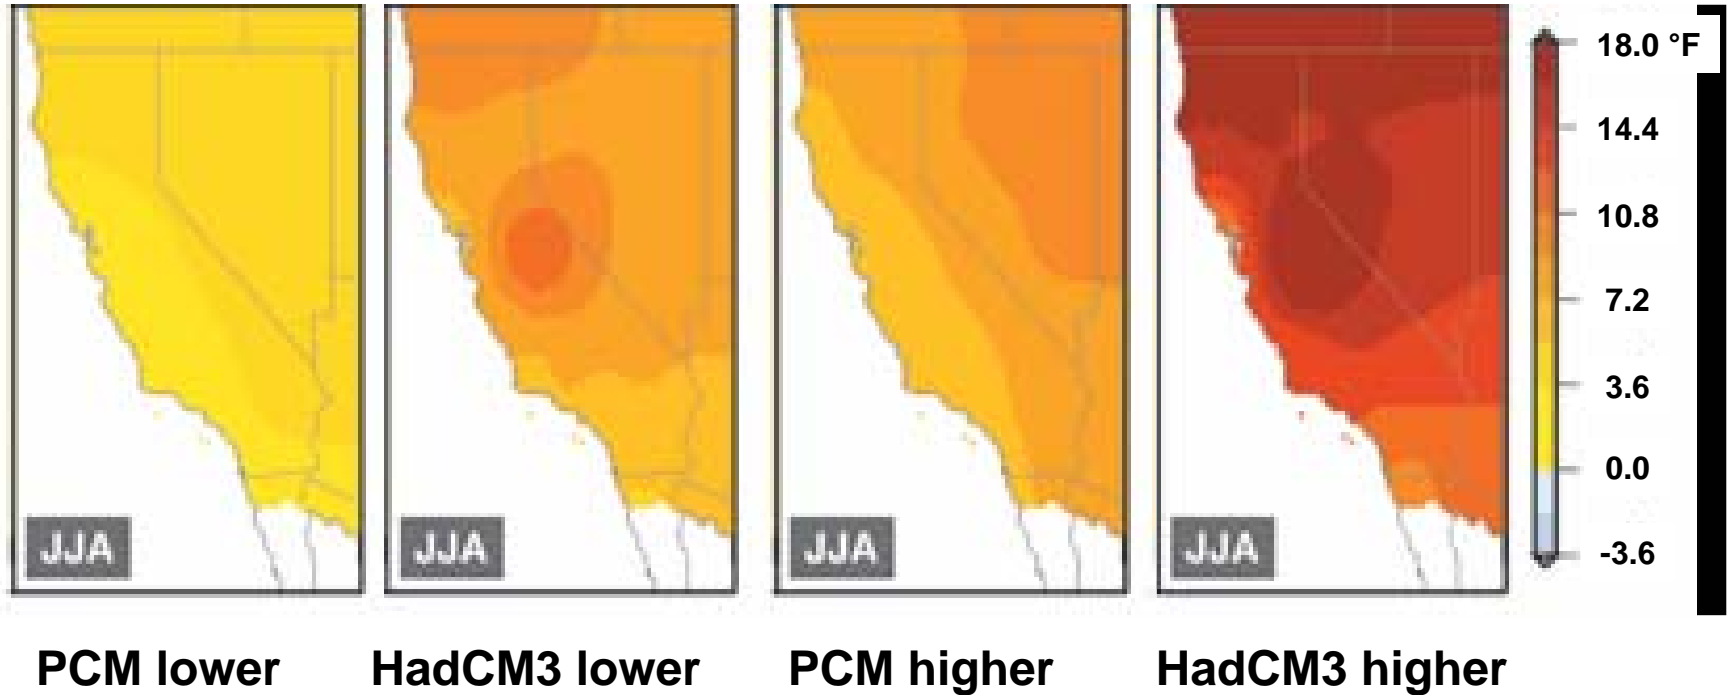 18.0 °F
14.4
10.8
7.2
3.6
0.0
-3.6
JJA
JJA
JJA
JJA
PCM lower
HadCM3 lower
PCM higher
HadCM3 higher